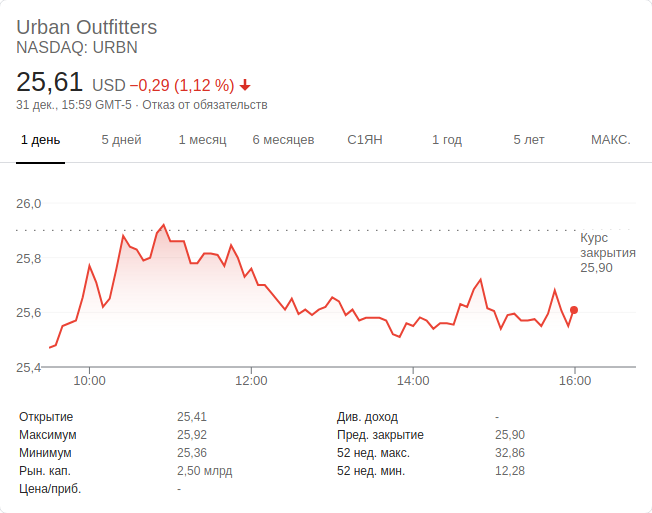 Urban Outfitters
NASDAQ: URBN
25,61 USD −0,29 (1,12 %)
31 дек., 15:59 GMT-5 · Отказ от обязательств
1 день 5 дней 1 месяц 6 месяцев С1ЯН 1 год 5 лет МАКС.
26,0
25,8
25,6
25,4
Курс
закрытия
25,90
10:00 12:00 14:00 16:00
Открытие 25,41 Див. доход -
Максимум 25,92 Пред. закрытие 25,90
Минимум 25,36 52 нед. макс. 32,86
Рын. кап. 2,50 млрд 52 нед. мин. 12,28
Цена/приб. -